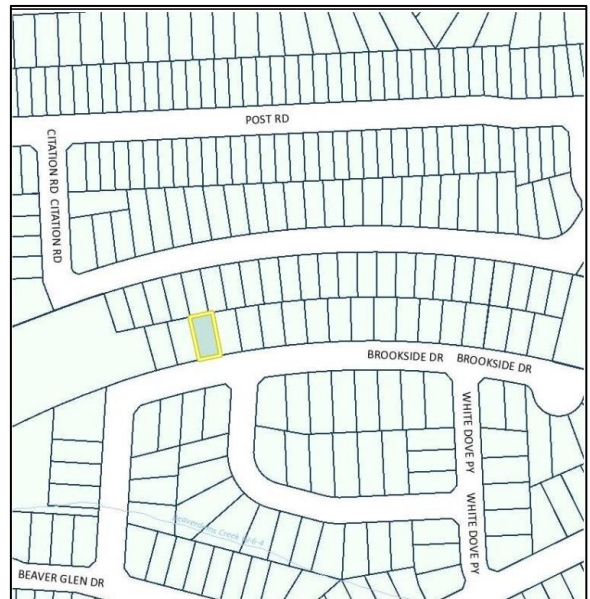 POST RD
CITATION RD CITATION RD
BROOKSIDE DR BROOKSIDE DR
WHITE DOVE PY WHITE DOVE PY
BEAVER GLEN DR